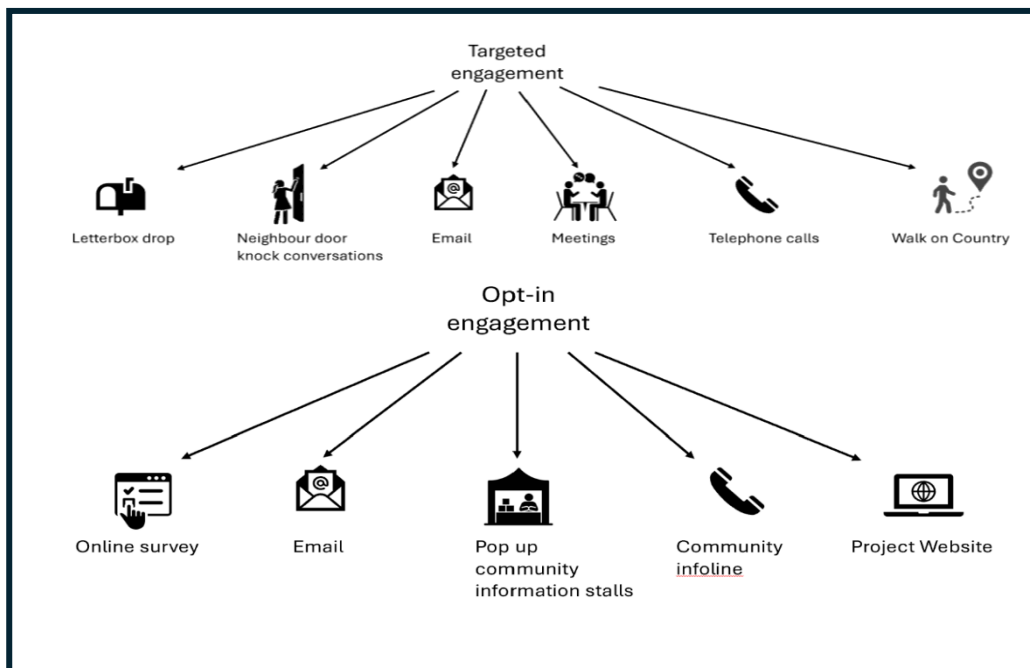 Targeted
engagement
Letterbox drop
Neighbour door
knock conversations
Email
Meetings
Telephone calls
Walk on Country
Opt-in
engagement
Online survey
Email
Pop up
community
information stalls
Community
infoline
Project Website